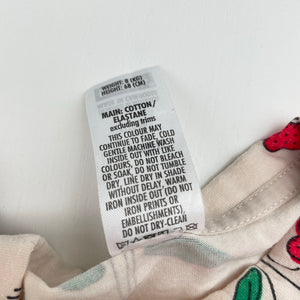 WEIGHT: 8 (KG)
HEIGHT: 68 (CM)
MAIN: COTTON/
ELASTANE
excluding trims
THIS COLOUR MAY
CONTINUE TO FADE, COLD
GENTLE MACHINE WASH
INSIDE OUT WITH LIKE
COLOURS, DO NOT BLEACH
OR SOAK, DO NOT TUMBLE
DRY, LINE DRY IN SHADE
WITHOUT DELAY, WARM
IRON INSIDE OUT (DO NOT
IRON PRINTS OR
EMBELLISHMENTS),
DO NOT DRY-CLEAN